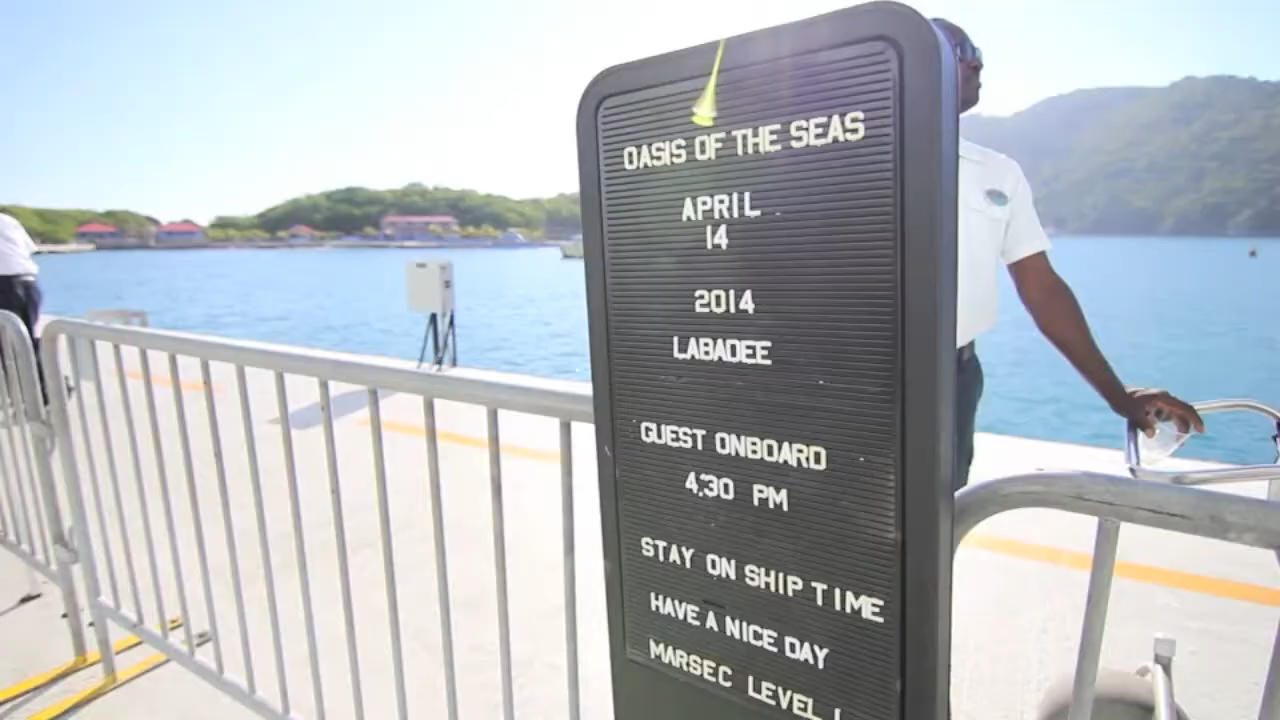 OASIS OF THE SEAS
APRIL
14
2014
LABADEE
GUEST ONBOARD
4:30 PM
STAY ON SHIP TIME
HAVE A NICE DAY
MARSEC LEVEL 1